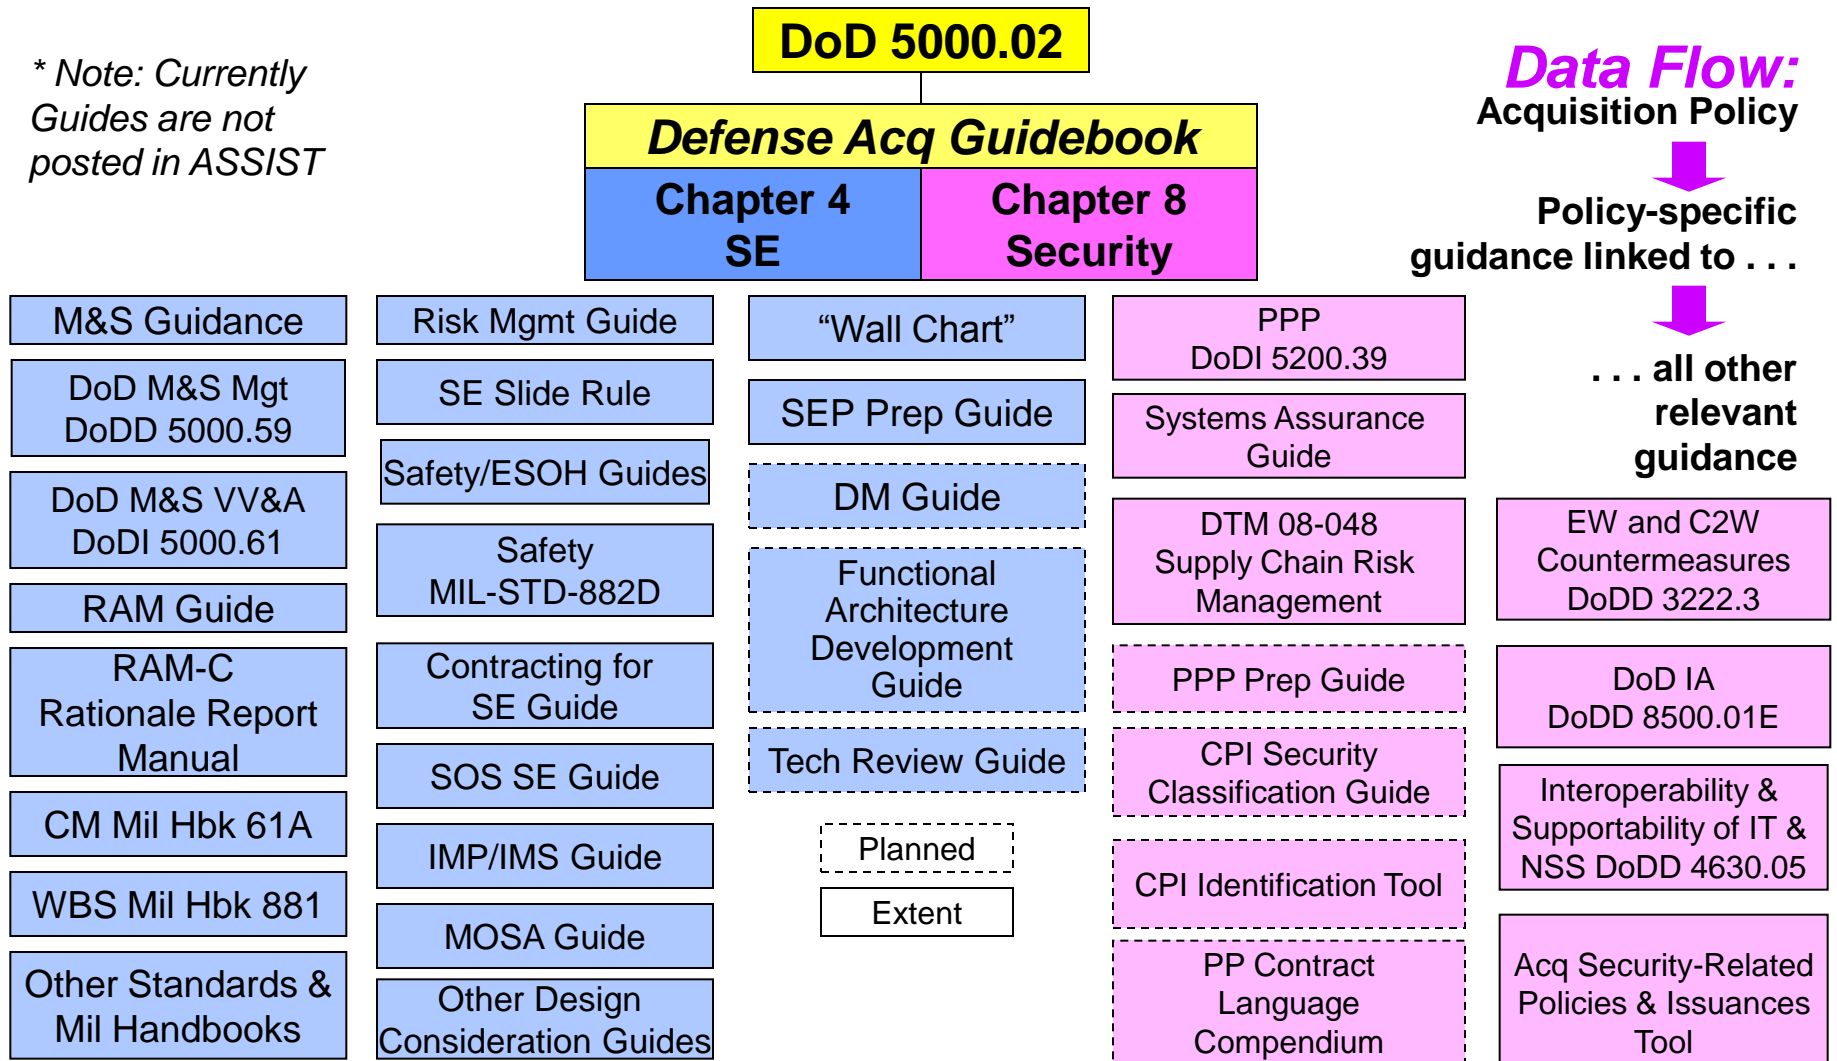 DoD 5000.02
* Note: Currently
Guides are not
posted in ASSIST
Data Flow:
Acquisition Policy
Defense Acq Guidebook
Chapter 4
SE
Chapter 8
Security
Policy-specific
guidance linked to . . .
. . . all other
relevant
guidance
M&S Guidance
DoD M&S Mgt
DoDD 5000.59
DoD M&S VV&A
DoDI 5000.61
RAM Guide
RAM-C
Rationale Report
Manual
CM Mil Hbk 61A
WBS Mil Hbk 881
Other Standards &
Mil Handbooks
Risk Mgmt Guide
SE Slide Rule
Safety/ESOH Guides
Safety
MIL-STD-882D
Contracting for
SE Guide
SOS SE Guide
IMP/IMS Guide
MOSA Guide
Other Design
Consideration Guides
“Wall Chart”
SEP Prep Guide
DM Guide
Functional
Architecture
Development
Guide
Tech Review Guide
Planned
Extent
PPP
DoDI 5200.39
Systems Assurance
Guide
DTM 08-048
Supply Chain Risk
Management
PPP Prep Guide
CPI Security
Classification Guide
CPI Identification Tool
PP Contract
Language
Compendium
EW and C2W
Countermeasures
DoDD 3222.3
DoD IA
DoDD 8500.01E
Interoperability &
Supportability of IT &
NSS DoDD 4630.05
Acq Security-Related
Policies & Issuances
Tool